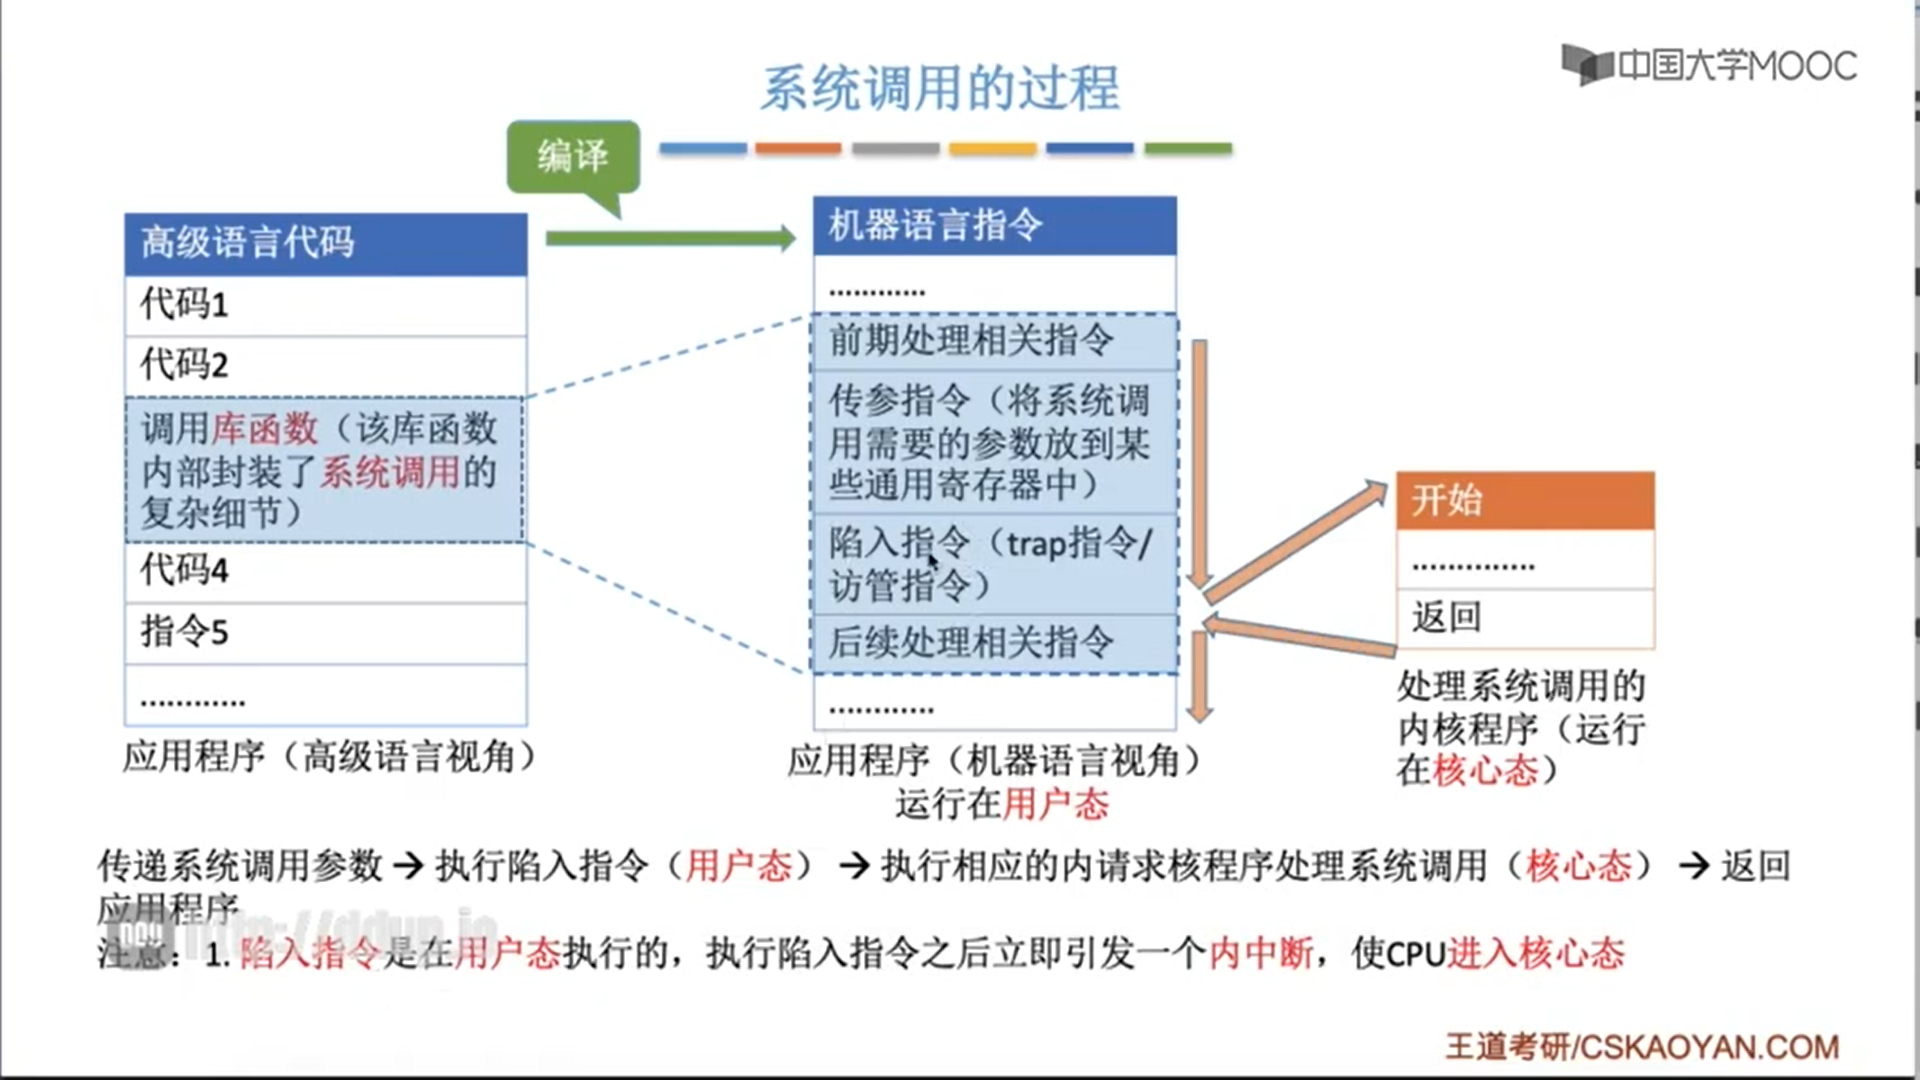 中国大学MOOC
系统调用的过程
编译
高级语言代码
代码1
代码2
调用库函数（该库函数
内部封装了系统调用的
复杂细节）
代码4
指令5
............
应用程序（高级语言视角）
机器语言指令
............
前期处理相关指令
传参指令（将系统调
用需要的参数放到某
些通用寄存器中）
陷入指令（trap指令/
访管指令）
后续处理相关指令
............
应用程序（机器语言视角）
运行在用户态
开始
..............
返回
处理系统调用的
内核程序（运行
在核心态）
传递系统调用参数→执行陷入指令（用户态）→执行相应的内请求核程序处理系统调用（核心态）→返回
应用程序
注意：1. 陷入指令是在用户态执行的，执行陷入指令之后立即引发一个内中断，使CPU进入核心态
王道考研/CSKAOYAN.COM